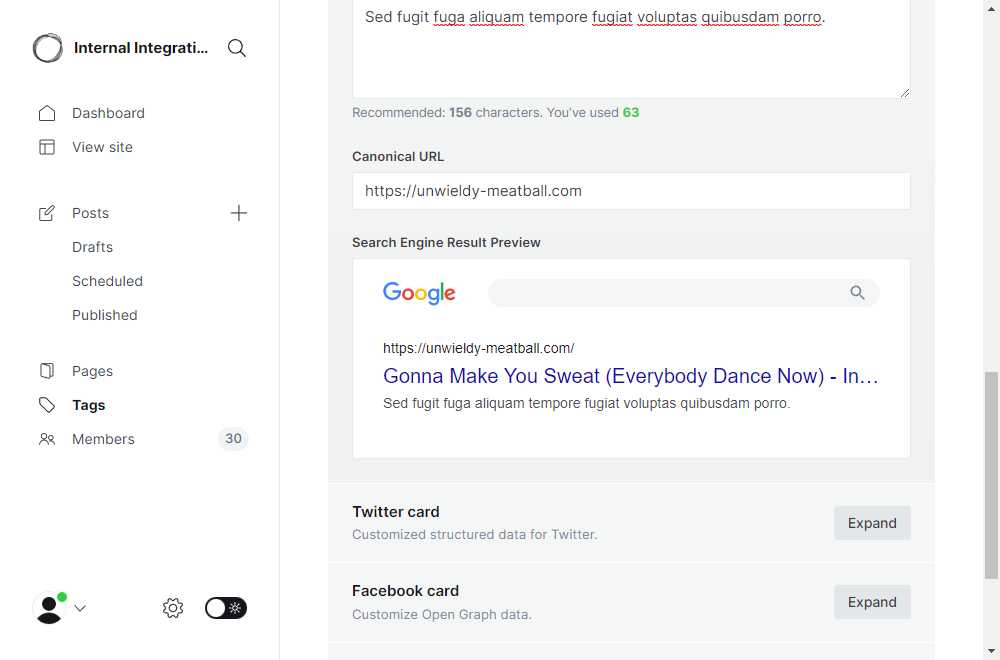 Internal Integrati...
Dashboard
View site
Posts
Drafts
Scheduled
Published
Pages
Tags
Members
30
Sed fugit fuga aliquam tempore fugiat voluptas quibusdam porro.
Recommended: 156 characters. You've used 63
Canonical URL
https://unwieldy-meatball.com
Search Engine Result Preview
Google
https://unwieldy-meatball.com/
Gonna Make You Sweat (Everybody Dance Now) - In...
Sed fugit fuga aliquam tempore fugiat voluptas quibusdam porro.
Twitter card
Customized structured data for Twitter.
Expand
Facebook card
Customize Open Graph data.
Expand